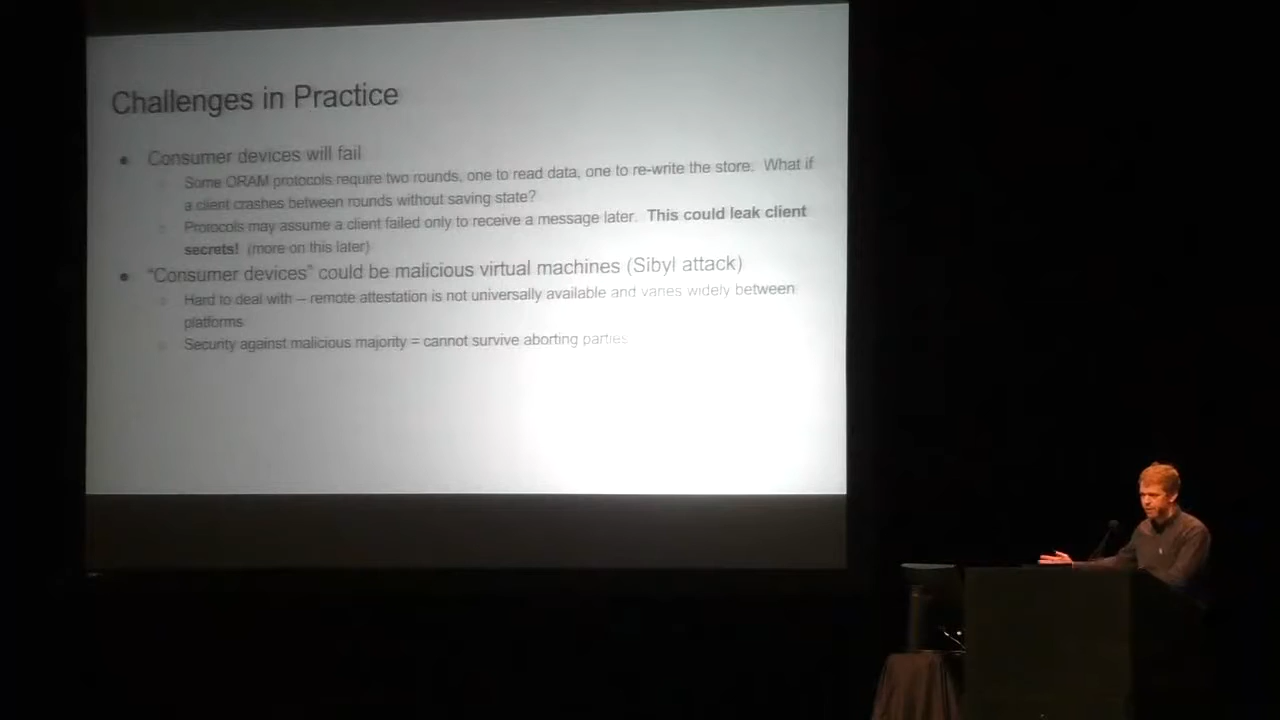 Challenges in Practice
● Consumer devices will fail
○ Some ORAM protocols require two rounds, one to read data, one to re-write the store. What if
a client crashes between rounds without saving state?
○ Protocols may assume a client failed only to receive a message later. This could leak client
secrets! (more on this later)
● "Consumer devices" could be malicious virtual machines (Sibyl attack)
○ Hard to deal with – remote attestation is not universally available and varies widely between
platforms
○ Security against malicious majority = cannot survive aborting parties